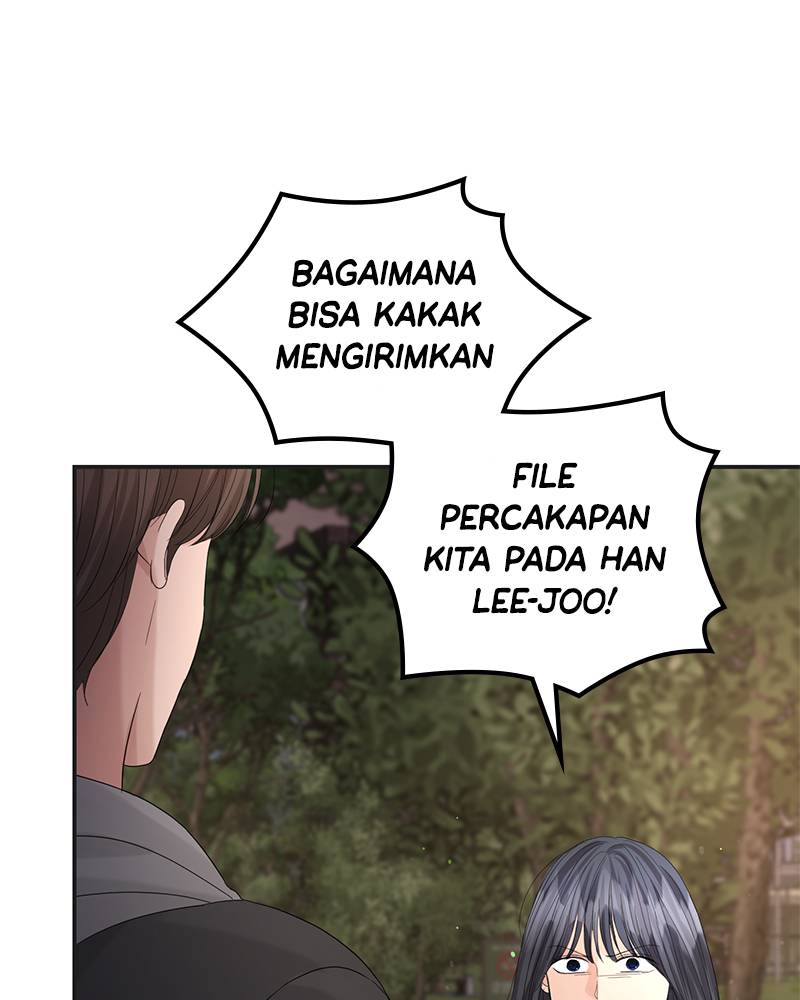 BAGAIMANA
BISA KAKAK
MENGIRIMKAN
FILE
PERCAKAPAN
KITA PADA HAN
LEE-JOO!